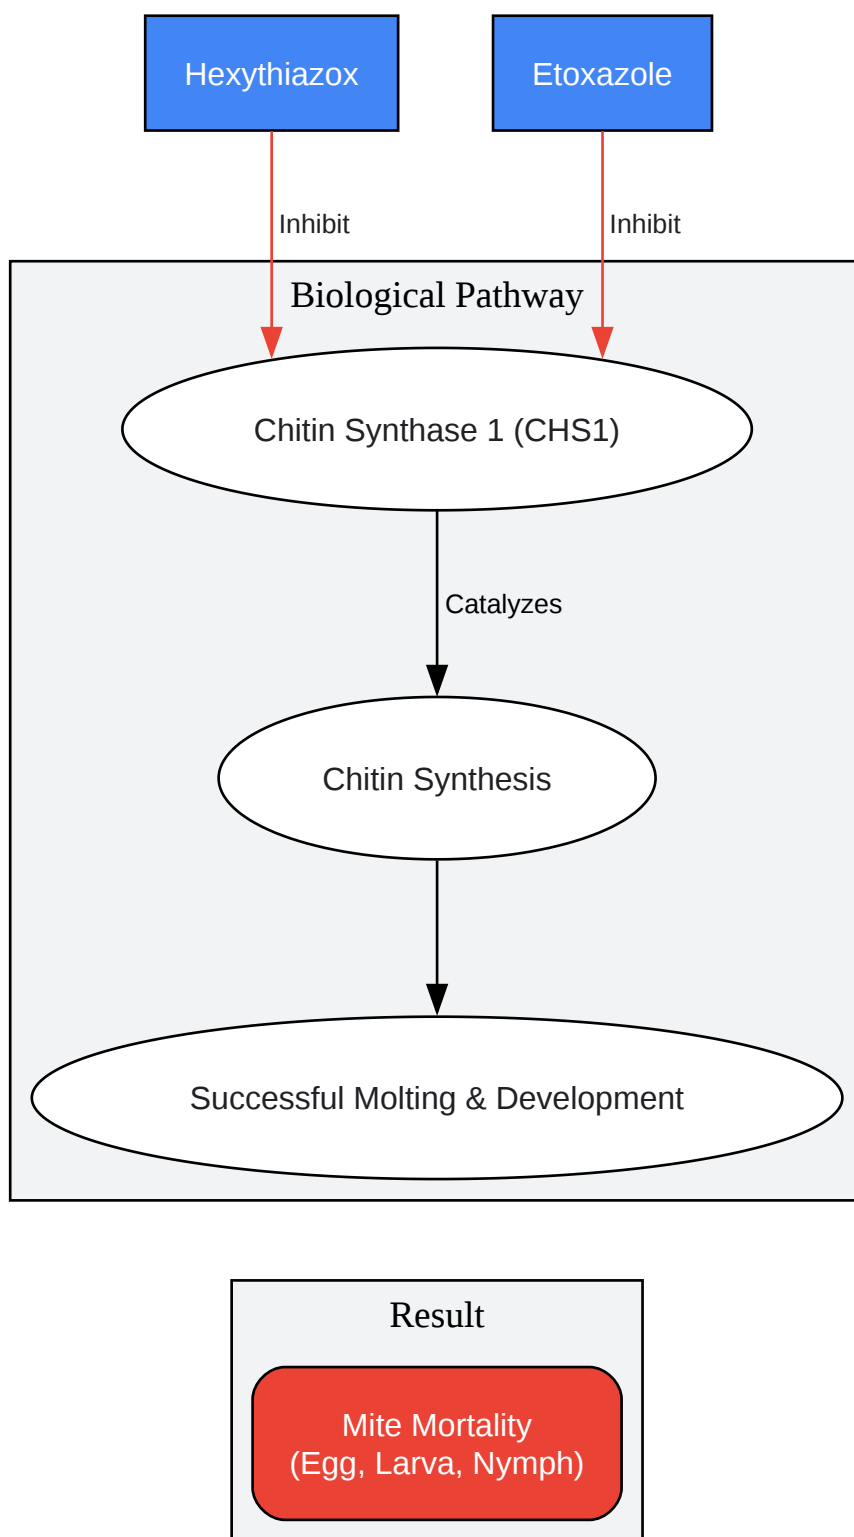 Hexythiazox
Etoxazole
Inhibit
Inhibit
Biological Pathway
Chitin Synthase 1 (CHS1)
Catalyzes
Chitin Synthesis
Successful Molting & Development
Result
Mite Mortality
(Egg, Larva, Nymph)